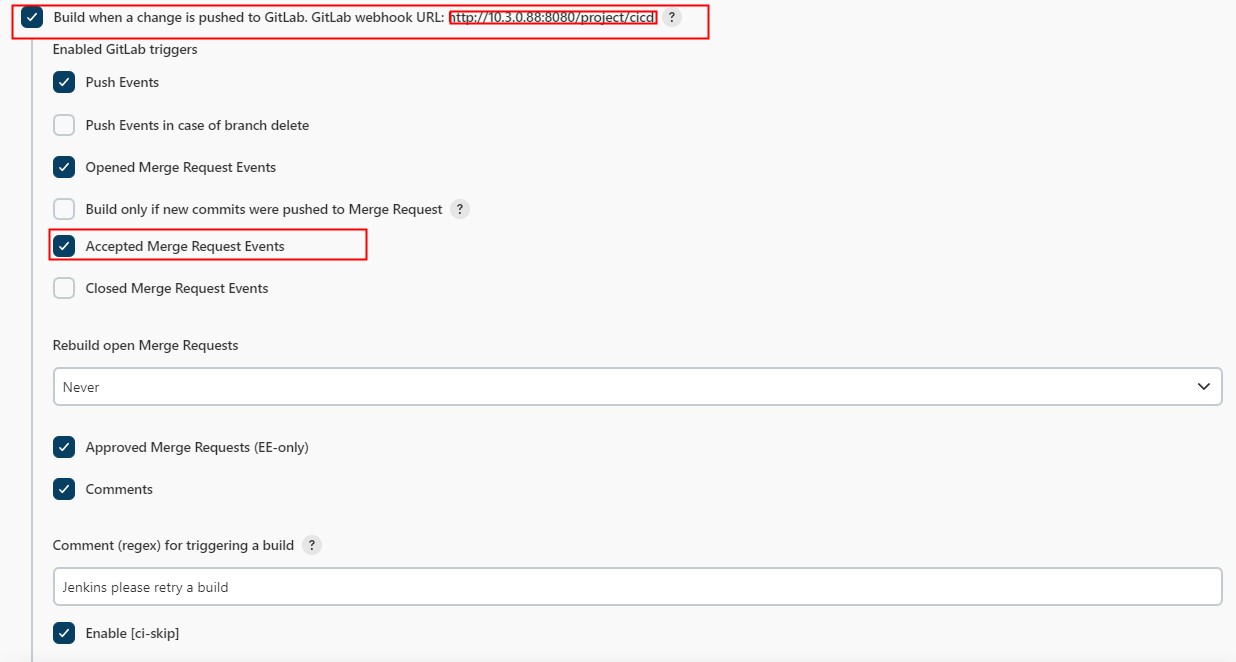 Build when a change is pushed to GitLab. GitLab webhook URL: http://10.3.0.88:8080/project/cicd ?
Enabled GitLab triggers
Push Events
Push Events in case of branch delete
Opened Merge Request Events
Build only if new commits were pushed to Merge Request ?
Accepted Merge Request Events
Closed Merge Request Events
Rebuild open Merge Requests
Never
Approved Merge Requests (EE-only)
Comments
Comment (regex) for triggering a build ?
Jenkins please retry a build
Enable [ci-skip]